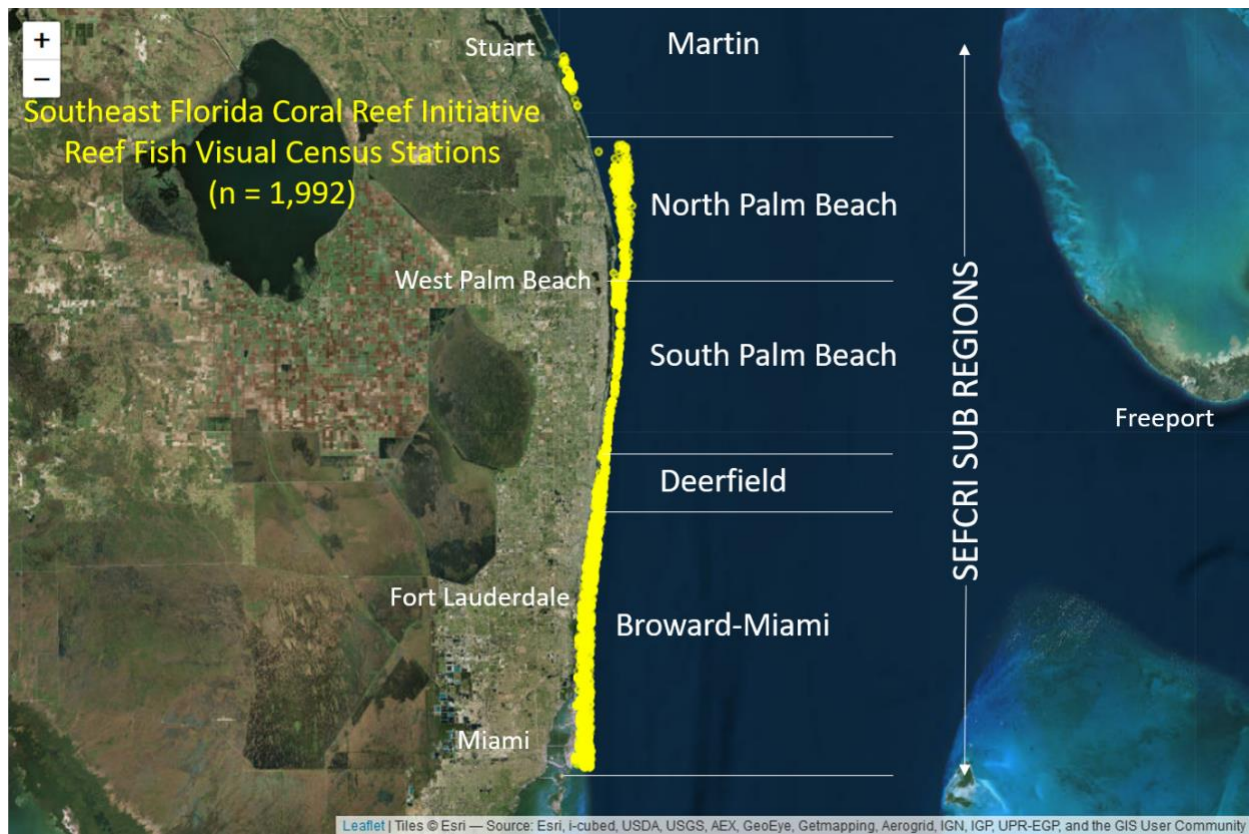 +
−
Stuart
Martin
Southeast Florida Coral Reef Initiative
Reef Fish Visual Census Stations
(n = 1,992)
North Palm Beach
West Palm Beach
South Palm Beach
SEFCRI SUB REGIONS
Freeport
Deerfield
Fort Lauderdale
Broward-Miami
Miami
Leaflet | Tiles © Esri — Source: Esri, i-cubed, USDA, USGS, AEX, GeoEye, Getmapping, Aerogrid, IGN, IGP, UPR-EGP, and the GIS User Community